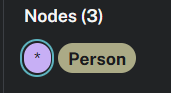 Nodes (3)
* Person